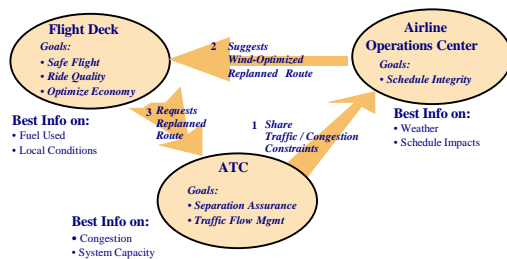 Flight Deck
Goals:
• Safe Flight
• Ride Quality
• Optimize Economy
Best Info on:
• Fuel Used
• Local Conditions
2 Suggests
Wind-Optimized
Replanned Route
Airline
Operations Center
Goals:
• Schedule Integrity
Best Info on:
• Weather
• Schedule Impacts
3 Requests
Replanned
Route
1 Share
Traffic / Congestion
Constraints
ATC
Goals:
• Separation Assurance
• Traffic Flow Mgmt
Best Info on:
• Congestion
• System Capacity